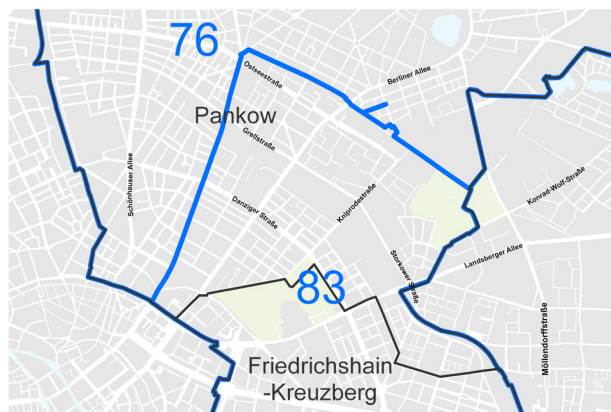 76
Ostseestraße
Berliner Allee
Pankow
Grellstraße
Schönhauser Allee
Danziger Straße
Kniprodestraße
Konrad-Wolf-Straße
Storkower Straße
Landsberger Allee
83
Möllendorffstraße
Friedrichshain
-Kreuzberg